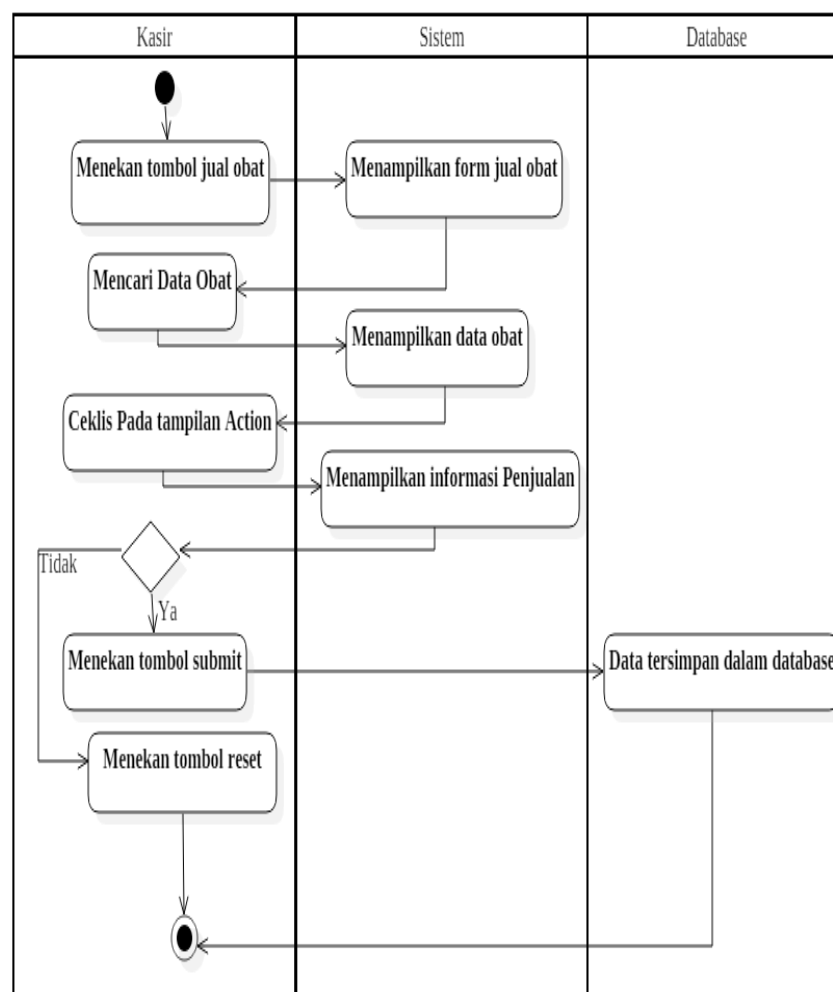 Kasir
Sistem
Database
Menekan tombol jual obat
Menampilkan form jual obat
Mencari Data Obat
Menampilkan data obat
Ceklis Pada tampilan Action
Menampilkan informasi Penjualan
Tidak
Ya
Menekan tombol submit
Data tersimpan dalam database
Menekan tombol reset